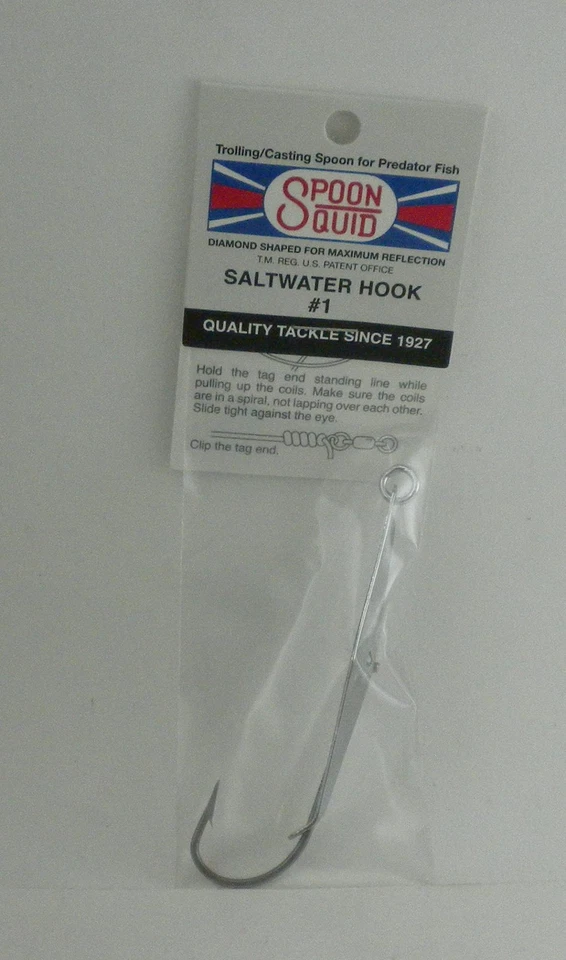 Trolling/Casting Spoon for Predator Fish
SPOON
SQUID
DIAMOND SHAPED FOR MAXIMUM REFLECTION
T.M. REG. U.S. PATENT OFFICE
SALTWATER HOOK
#1
QUALITY TACKLE SINCE 1927
Hold the tag end standing line while
pulling up the coils. Make sure the coils
are in a spiral, not lapping over each other.
Slide tight against the eye.
Clip the tag end.